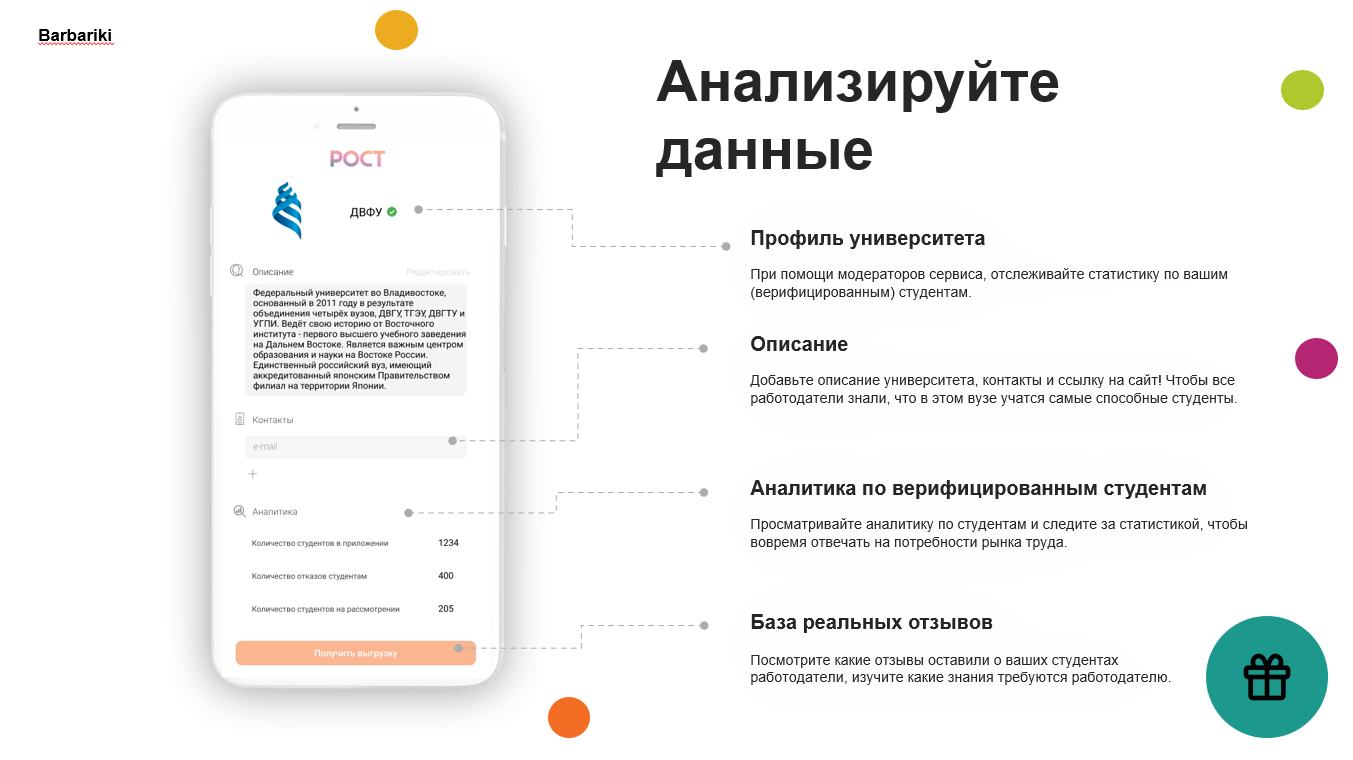 Barbariki
Анализируйте
данные
РОСТ
ДВФУ
Описание
Редактировать
Федеральный университет во Владивостоке,
основанный в 2011 году в результате
объединения четырёх вузов, ДВГУ, ТГЭУ, ДВГТУ и
УГПИ. Ведёт свою историю от Восточного
института - первого высшего учебного заведения
на Дальнем Востоке. Является важным центром
образования и науки на Востоке России.
Единственный российский вуз, имеющий
аккредитованный японским Правительством
филиал на территории Японии.
Контакты
e-mail
+
Аналитика
Количество студентов в приложении 1234
Количество отказов студентам 400
Количество студентов на рассмотрении 205
Получить выгрузку
Профиль университета
При помощи модераторов сервиса, отслеживайте статистику по вашим
(верифицированным) студентам.
Описание
Добавьте описание университета, контакты и ссылку на сайт! Чтобы все
работодатели знали, что в этом вузе учатся самые способные студенты.
Аналитика по верифицированным студентам
Просматривайте аналитику по студентам и следите за статистикой, чтобы
вовремя отвечать на потребности рынка труда.
База реальных отзывов
Посмотрите какие отзывы оставили о ваших студентах
работодатели, изучите какие знания требуются работодателю.